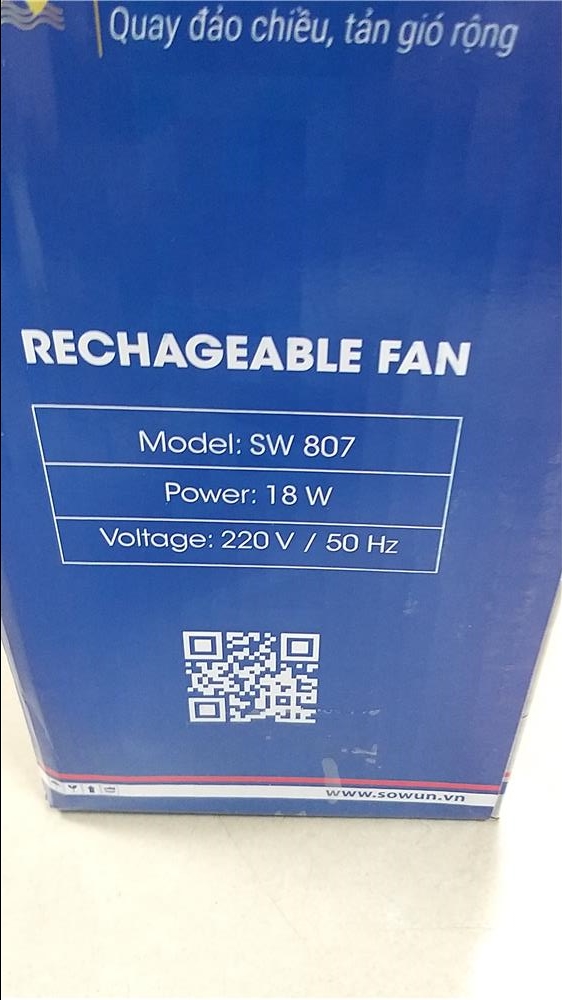 Quay đảo chiều, tản gió rộng
RECHAGEABLE FAN
Model: SW 807
Power: 18 W
Voltage: 220 V / 50 Hz
www.sowun.vn